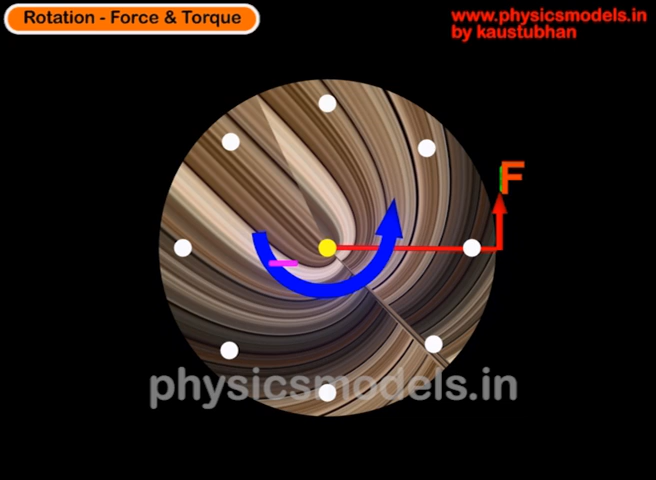 Rotation - Force & Torque
www.physicsmodels.in
by kaustubhan
F
physicsmodels.in